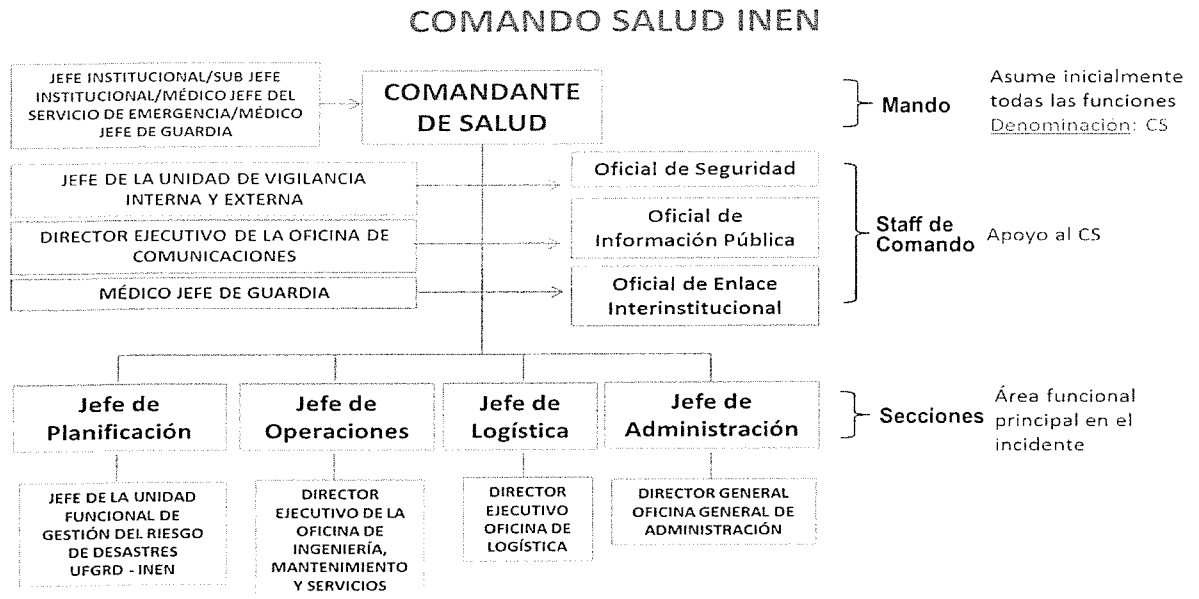 COMANDO SALUD INEN
JEFE INSTITUCIONAL/SUB JEFE
INSTITUCIONAL/MÉDICO JEFE DEL
SERVICIO DE EMERGENCIA/MÉDICO
JEFE DE GUARDIA
COMANDANTE
DE SALUD
Mando
Asume inicialmente
todas las funciones
Denominación: CS
JEFE DE LA UNIDAD DE VIGILANCIA
INTERNA Y EXTERNA
Oficial de Seguridad
DIRECTOR EJECUTIVO DE LA OFICINA DE
COMUNICACIONES
Oficial de
Información Pública
MÉDICO JEFE DE GUARDIA
Oficial de Enlace
Interinstitucional
Staff de
Comando
Apoyo al CS
Jefe de
Planificación
Jefe de
Operaciones
Jefe de
Logística
Jefe de
Administración
Secciones
Área funcional
principal en el
incidente
JEFE DE LA UNIDAD
FUNCIONAL DE
GESTIÓN DEL RIESGO
DE DESASTRES
UFGRD - INEN
DIRECTOR
EJECUTIVO DE LA
OFICINA DE
INGENIERÍA,
MANTENIMIENTO
Y SERVICIOS
DIRECTOR
EJECUTIVO
OFICINA DE
LOGÍSTICA
DIRECTOR GENERAL
OFICINA GENERAL DE
ADMINISTRACIÓN